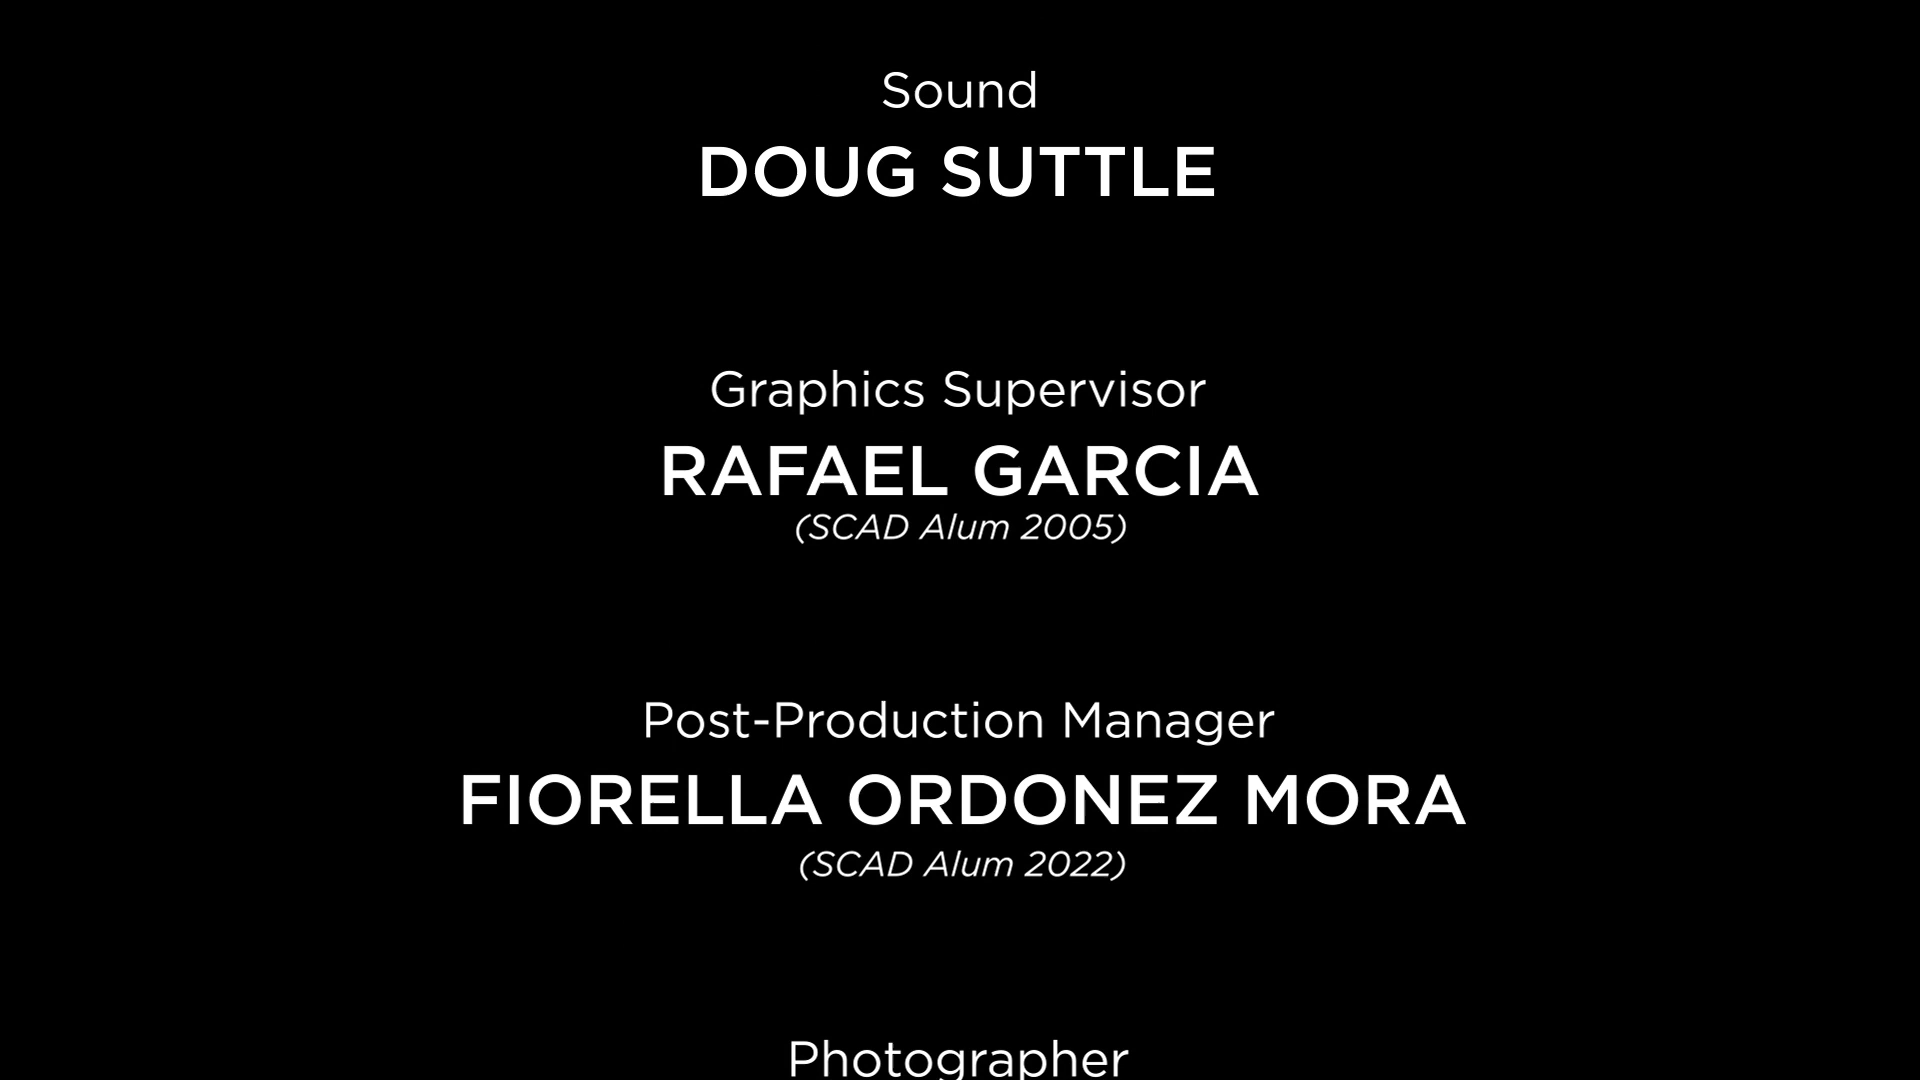 Sound
DOUG SUTTLE
Graphics Supervisor
RAFAEL GARCIA
(SCAD Alum 2005)
Post-Production Manager
FIORELLA ORDONEZ MORA
(SCAD Alum 2022)
Photographer